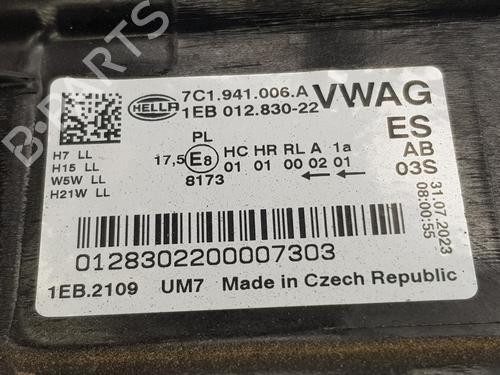 B-PARTS
HELLA
7C1.941.006.A
1EB 012.830-22
VWAG
ES
AB
03S
31.07.2023
08:00:55
H7 LL
H15 LL
W5W LL
H21W LL
PL
17,5 E8 HC HR RL A 1a
01 01 00 02 01
8173 ← ←
0128302200007303
1EB.2109 UM7 Made in Czech Republic